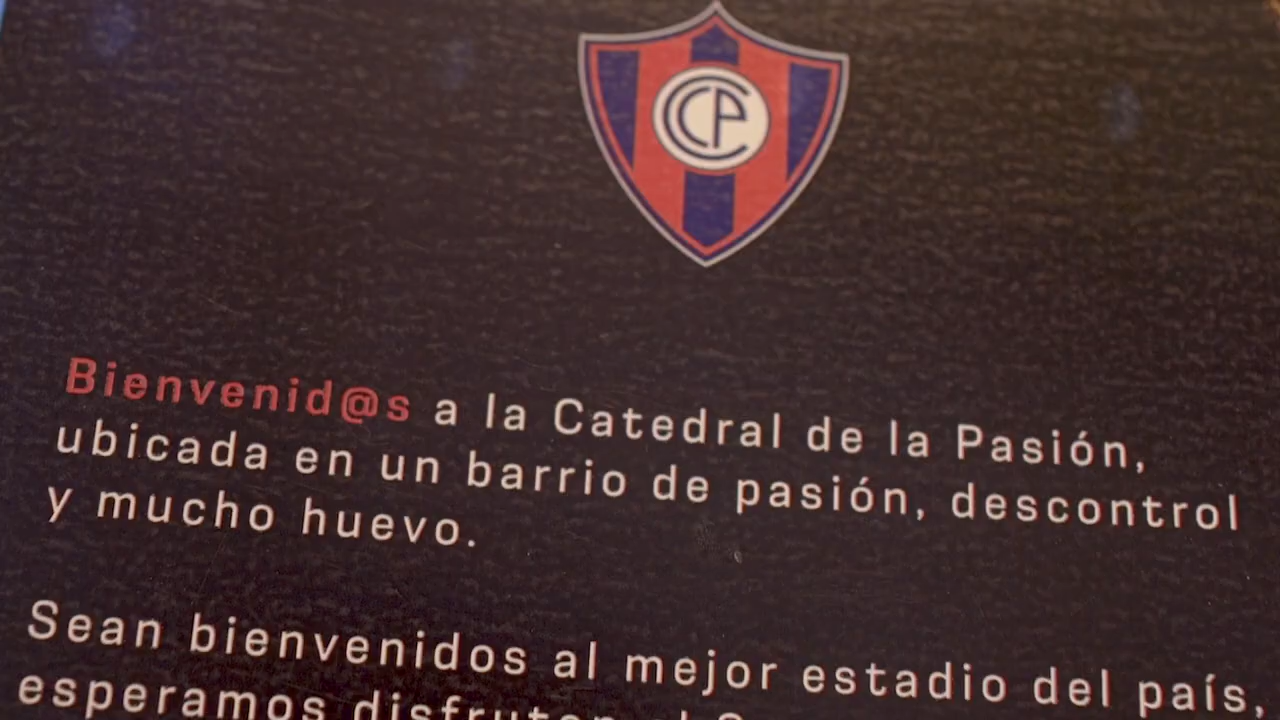 CCP
Bienvenid@s a la Catedral de la Pasión,
ubicada en un barrio de pasión, descontrol
y mucho huevo.
Sean bienvenidos al mejor estadio del país,
esperamos